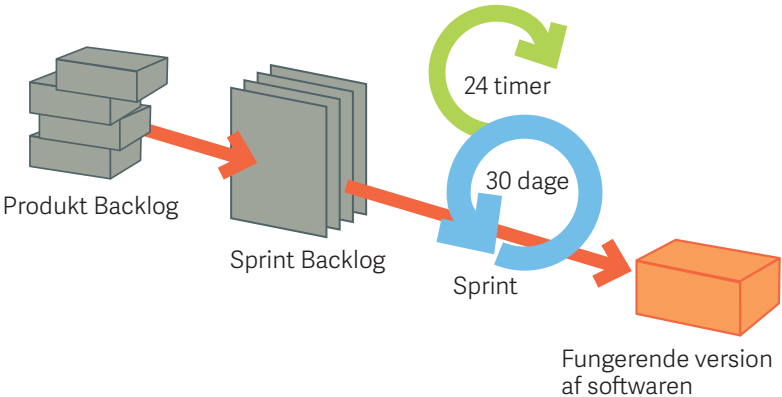 24 timer
30 dage
Produkt Backlog
Sprint Backlog
Sprint
Fungerende version
af softwaren